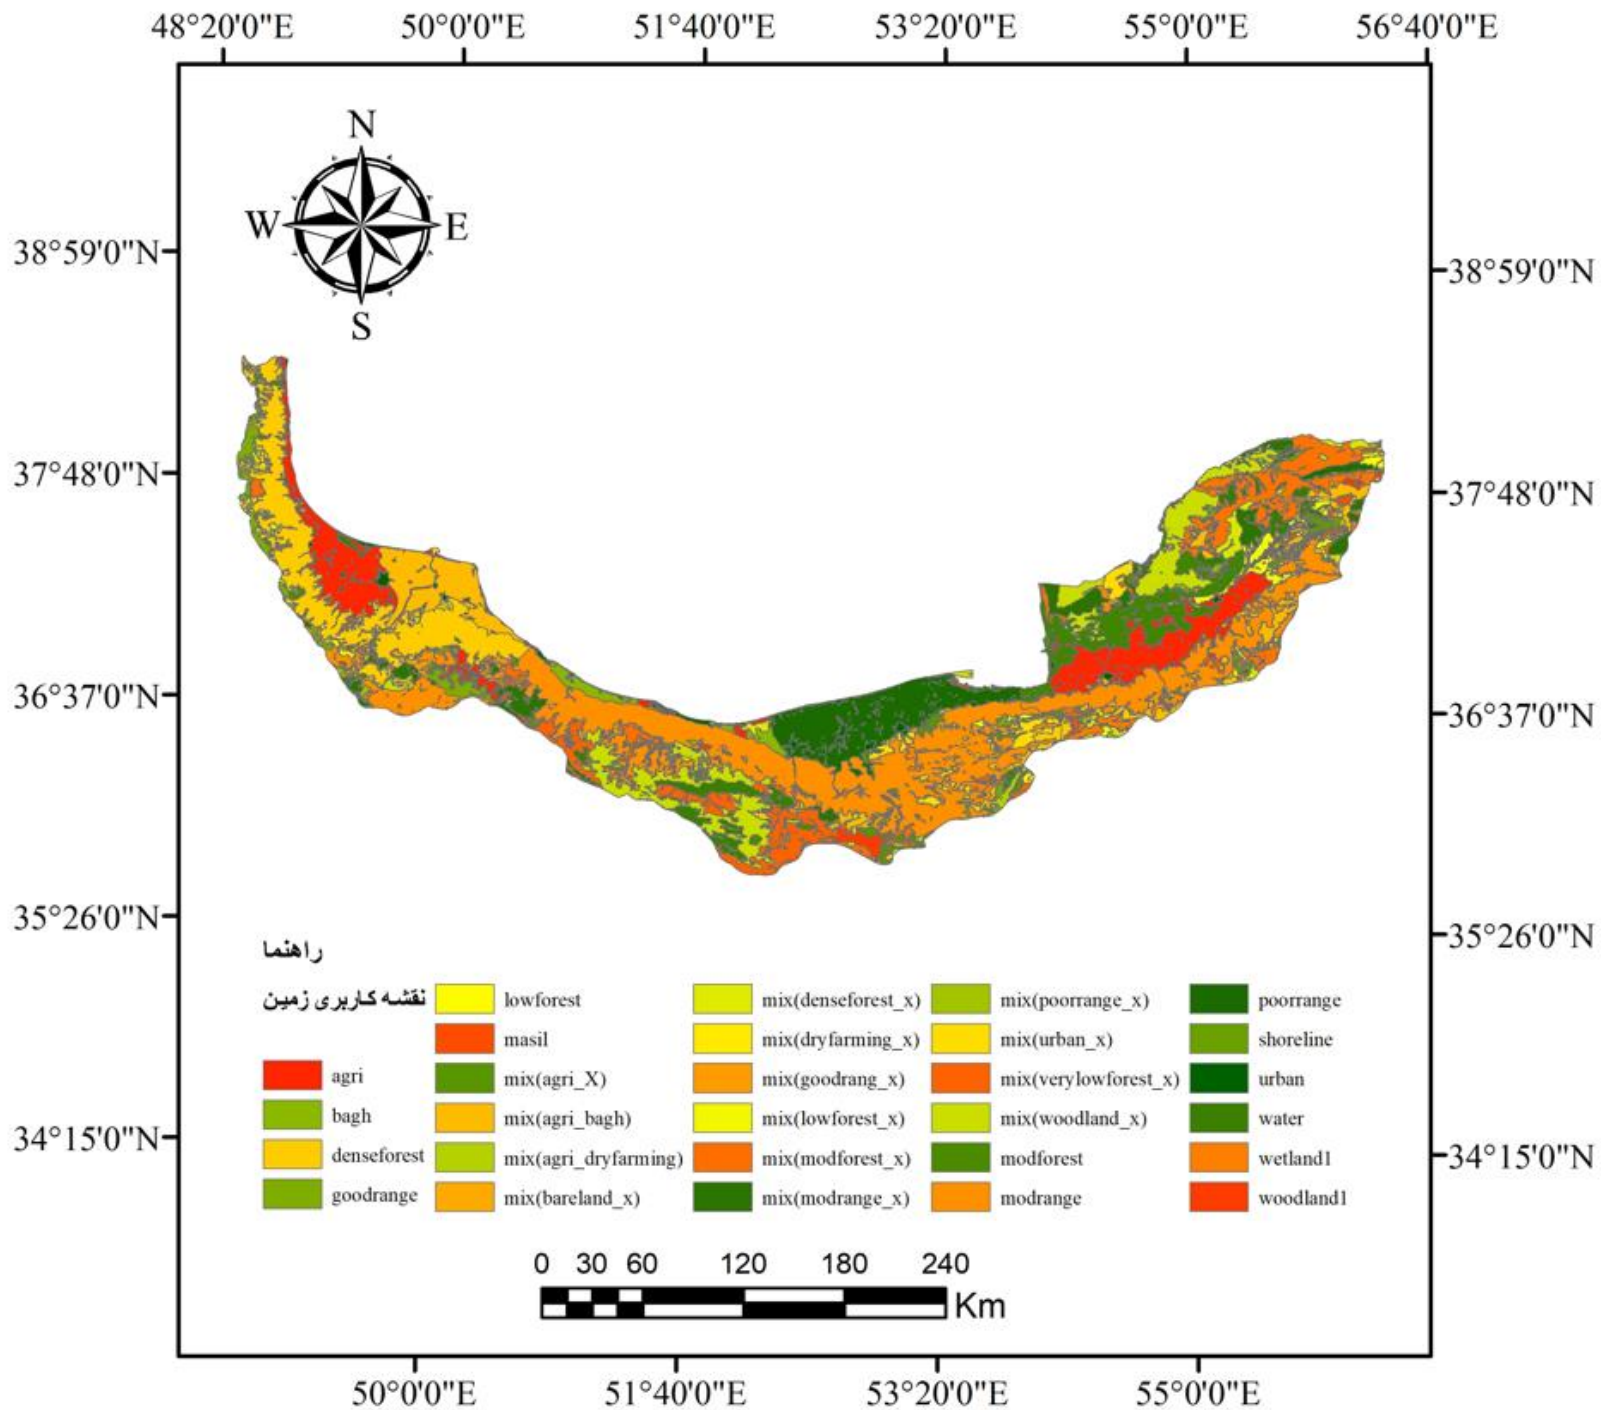 48°20'0"E 50°0'0"E 51°40'0"E 53°20'0"E 55°0'0"E 56°40'0"E
N
W E
S
38°59'0"N 38°59'0"N
37°48'0"N 37°48'0"N
36°37'0"N 36°37'0"N
35°26'0"N 35°26'0"N
34°15'0"N 34°15'0"N
راهنما
نقشه کاربری زمین
agri
bagh
denseforest
goodrange
lowforest
masil
mix(agri_X)
mix(agri_bagh)
mix(agri_dryfarming)
mix(bareland_x)
mix(denseforest_x)
mix(dryfarming_x)
mix(goodrang_x)
mix(lowforest_x)
mix(modforest_x)
mix(modrange_x)
mix(poorrange_x)
mix(urban_x)
mix(verylowforest_x)
mix(woodland_x)
modforest
modrange
poorrange
shoreline
urban
water
wetland1
woodland1
0 30 60 120 180 240
Km
50°0'0"E 51°40'0"E 53°20'0"E 55°0'0"E